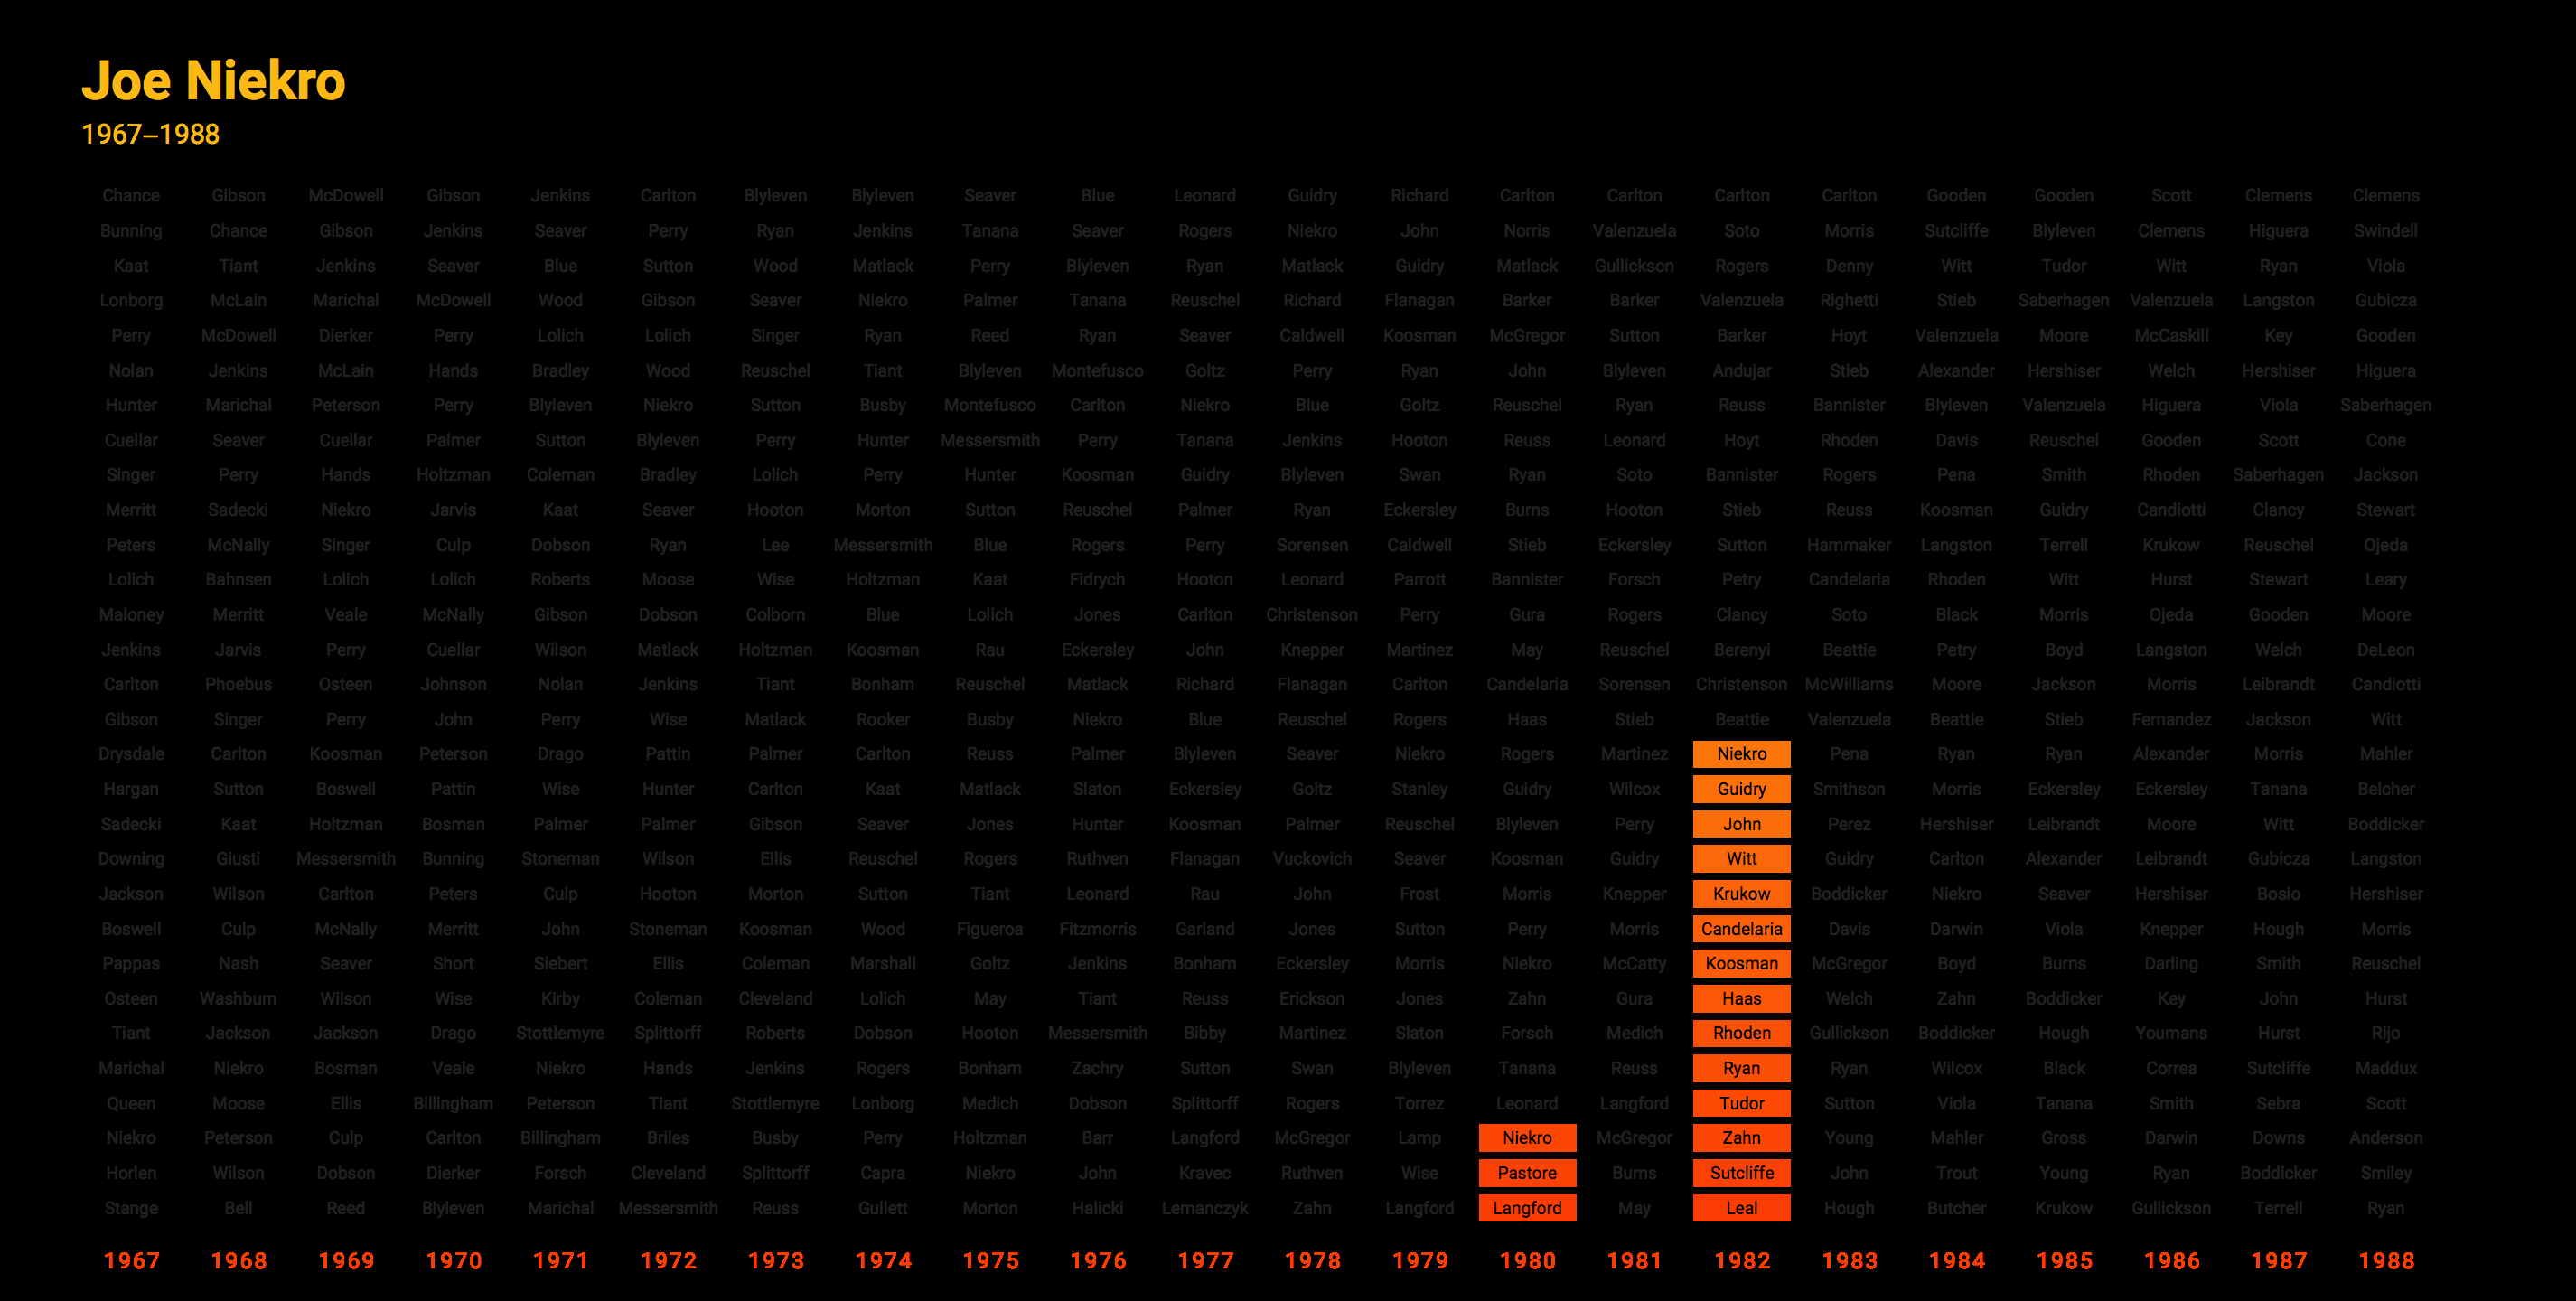 Joe Niekro
1967–1988
Chance Gibson McDowell Gibson Jenkins Carlton Blyleven Blyleven Seaver Blue Leonard Guidry Richard Carlton Carlton Carlton Carlton Gooden Gooden Scott Clemens Clemens
Bunning Chance Gibson Jenkins Seaver Perry Ryan Jenkins Tanana Seaver Rogers Niekro John Norris Valenzuela Soto Morris Sutcliffe Blyleven Clemens Higuera Swindell
Kaat Tiant Jenkins Seaver Blue Sutton Wood Matlack Perry Blyleven Ryan Matlack Guidry Matlack Gullickson Rogers Denny Witt Tudor Witt Ryan Viola
Lonborg McLain Marichal McDowell Wood Gibson Seaver Niekro Palmer Tanana Reuschel Richard Flanagan Barker Barker Valenzuela Righetti Stieb Saberhagen Valenzuela Langston Gubicza
Perry McDowell Dierker Perry Lolich Lolich Singer Ryan Reed Ryan Seaver Caldwell Koosman McGregor Sutton Barker Hoyt Valenzuela Moore McCaskill Key Gooden
Nolan Jenkins McLain Hands Bradley Wood Reuschel Tiant Blyleven Montefusco Goltz Perry Ryan John Blyleven Andujar Stieb Alexander Hershiser Welch Hershiser Higuera
Hunter Marichal Peterson Perry Blyleven Niekro Sutton Busby Montefusco Carlton Niekro Blue Goltz Reuschel Ryan Reuss Bannister Blyleven Valenzuela Higuera Viola Saberhagen
Cuellar Seaver Cuellar Palmer Sutton Blyleven Perry Hunter Messersmith Perry Tanana Jenkins Hooton Reuss Leonard Hoyt Rhoden Davis Reuschel Gooden Scott Cone
Singer Perry Hands Holtzman Coleman Bradley Lolich Perry Hunter Koosman Guidry Blyleven Swan Ryan Soto Bannister Rogers Pena Smith Rhoden Saberhagen Jackson
Merritt Sadecki Niekro Jarvis Kaat Seaver Hooton Morton Sutton Reuschel Palmer Ryan Eckersley Burns Hooton Stieb Reuss Koosman Guidry Candiotti Clancy Stewart
Peters McNally Singer Culp Dobson Ryan Lee Messersmith Blue Rogers Perry Sorensen Caldwell Stieb Eckersley Sutton Hammaker Langston Terrell Krukow Reuschel Ojeda
Lolich Bahnsen Lolich Lolich Roberts Moose Wise Holtzman Kaat Fidrych Hooton Leonard Parrott Bannister Forsch Petry Candelaria Rhoden Witt Hurst Stewart Leary
Maloney Merritt Veale McNally Gibson Dobson Colborn Blue Lolich Jones Carlton Christenson Perry Gura Rogers Clancy Soto Black Morris Ojeda Gooden Moore
Jenkins Jarvis Perry Cuellar Wilson Matlack Holtzman Koosman Rau Eckersley John Knepper Martinez May Reuschel Berenyi Beattie Petry Boyd Langston Welch DeLeon
Carlton Phoebus Osteen Johnson Nolan Jenkins Tiant Bonham Reuschel Matlack Richard Flanagan Carlton Candelaria Sorensen Christenson McWilliams Moore Jackson Morris Leibrandt Candiotti
Gibson Singer Perry John Perry Wise Matlack Rooker Busby Niekro Blue Reuschel Rogers Haas Stieb Beattie Valenzuela Beattie Stieb Fernandez Jackson Witt
Drysdale Carlton Koosman Peterson Drago Pattin Palmer Carlton Reuss Palmer Blyleven Seaver Niekro Rogers Martinez Niekro Pena Ryan Ryan Alexander Morris Mahler
Hargan Sutton Boswell Pattin Wise Hunter Carlton Kaat Matlack Slaton Eckersley Goltz Stanley Guidry Wilcox Guidry Smithson Morris Eckersley Eckersley Tanana Belcher
Sadecki Kaat Holtzman Bosman Palmer Palmer Gibson Seaver Jones Hunter Koosman Palmer Reuschel Blyleven Perry John Perez Hershiser Leibrandt Moore Witt Boddicker
Downing Giusti Messersmith Bunning Stoneman Wilson Ellis Reuschel Rogers Ruthven Flanagan Vuckovich Seaver Koosman Guidry Witt Guidry Carlton Alexander Leibrandt Gubicza Langston
Jackson Wilson Carlton Peters Culp Hooton Morton Sutton Tiant Leonard Rau John Frost Morris Knepper Krukow Boddicker Niekro Seaver Hershiser Bosio Hershiser
Boswell Culp McNally Merritt John Stoneman Koosman Wood Figueroa Fitzmorris Garland Jones Sutton Perry Morris Candelaria Davis Darwin Viola Knepper Hough Morris
Pappas Nash Seaver Short Siebert Ellis Coleman Marshall Goltz Jenkins Bonham Eckersley Morris Niekro McCatty Koosman McGregor Boyd Burns Darling Smith Reuschel
Osteen Washburn Wilson Wise Kirby Coleman Cleveland Lolich May Tiant Reuss Erickson Jones Zahn Gura Haas Welch Zahn Boddicker Key John Hurst
Tiant Jackson Jackson Drago Stottlemyre Splittorff Roberts Dobson Hooton Messersmith Bibby Martinez Slaton Forsch Medich Rhoden Gullickson Boddicker Hough Youmans Hurst Rijo
Marichal Niekro Bosman Veale Niekro Hands Jenkins Rogers Bonham Zachry Sutton Swan Blyleven Tanana Reuss Ryan Ryan Wilcox Black Correa Sutcliffe Maddux
Queen Moose Ellis Billingham Peterson Tiant Stottlemyre Lonborg Medich Dobson Splittorff Rogers Torrez Leonard Langford Tudor Sutton Viola Tanana Smith Sebra Scott
Niekro Peterson Culp Carlton Billingham Briles Busby Perry Holtzman Barr Langford McGregor Lamp Niekro McGregor Zahn Young Mahler Gross Darwin Downs Anderson
Horlen Wilson Dobson Dierker Forsch Cleveland Splittorff Capra Niekro John Kravec Ruthven Wise Pastore Burns Sutcliffe John Trout Young Ryan Boddicker Smiley
Stange Bell Reed Blyleven Marichal Messersmith Reuss Gullett Morton Halicki Lemanczyk Zahn Langford Langford May Leal Hough Butcher Krukow Gullickson Terrell Ryan
1967 1968 1969 1970 1971 1972 1973 1974 1975 1976 1977 1978 1979 1980 1981 1982 1983 1984 1985 1986 1987 1988